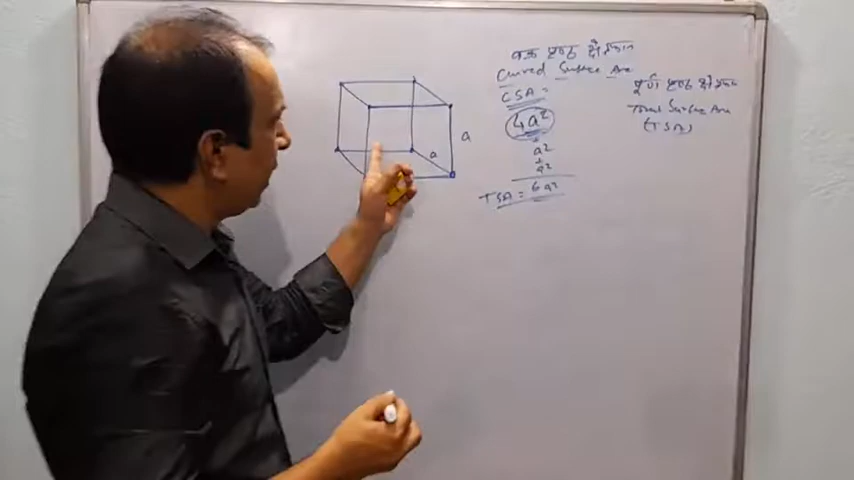 वक्र पृष्ठ क्षेत्रफल
Curved Surface Area
CSA =
4a²
+
a²
+
a²
TSA = 6a²
पूर्ण पृष्ठ क्षेत्रफल
Total Surface Area
(TSA)
a
a